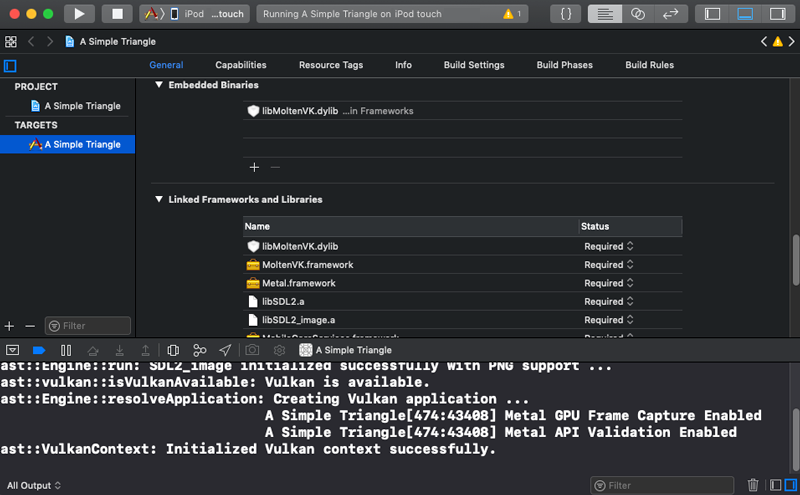 iPod ...touch
Running A Simple Triangle on iPod touch
1
A Simple Triangle
General Capabilities Resource Tags Info Build Settings Build Phases Build Rules
PROJECT
A Simple Triangle
TARGETS
A Simple Triangle
Filter
Embedded Binaries
libMoltenVK.dylib ...in Frameworks
Linked Frameworks and Libraries
Name Status
libMoltenVK.dylib Required
MoltenVK.framework Required
Metal.framework Required
libSDL2.a Required
libSDL2_image.a Required
MobileCoreServices.framework Required
A Simple Triangle
ast::Engine::run: SDL2_image initialized successfully with PNG support ...
ast::vulkan::isVulkanAvailable: Vulkan is available.
ast::Engine::resolveApplication: Creating Vulkan application ...
A Simple Triangle[474:43408] Metal GPU Frame Capture Enabled
A Simple Triangle[474:43408] Metal API Validation Enabled
ast::VulkanContext: Initialized Vulkan context successfully.
All Output
Filter